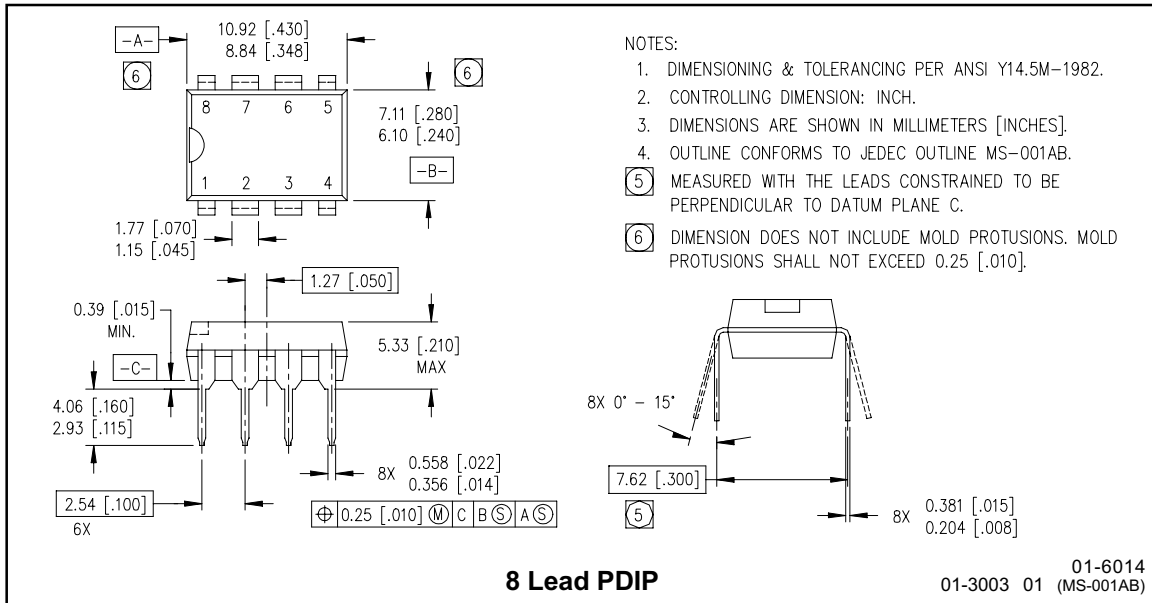 -A-
10.92 [.430]
8.84 [.348]
6
6
8 7 6 5
1 2 3 4
7.11 [.280]
6.10 [.240]
-B-
1.77 [.070]
1.15 [.045]
1.27 [.050]
0.39 [.015]
MIN.
-C-
5.33 [.210]
MAX
4.06 [.160]
2.93 [.115]
8X 0.558 [.022]
0.356 [.014]
2.54 [.100]
6X
⌖ 0.25 [.010] Ⓜ C B Ⓢ A Ⓢ
NOTES:
1. DIMENSIONING & TOLERANCING PER ANSI Y14.5M-1982.
2. CONTROLLING DIMENSION: INCH.
3. DIMENSIONS ARE SHOWN IN MILLIMETERS [INCHES].
4. OUTLINE CONFORMS TO JEDEC OUTLINE MS-001AB.
5 MEASURED WITH THE LEADS CONSTRAINED TO BE
PERPENDICULAR TO DATUM PLANE C.
6 DIMENSION DOES NOT INCLUDE MOLD PROTUSIONS. MOLD
PROTUSIONS SHALL NOT EXCEED 0.25 [.010].
8X 0° - 15°
7.62 [.300]
5
8X 0.381 [.015]
0.204 [.008]
8 Lead PDIP
01-6014
01-3003 01 (MS-001AB)